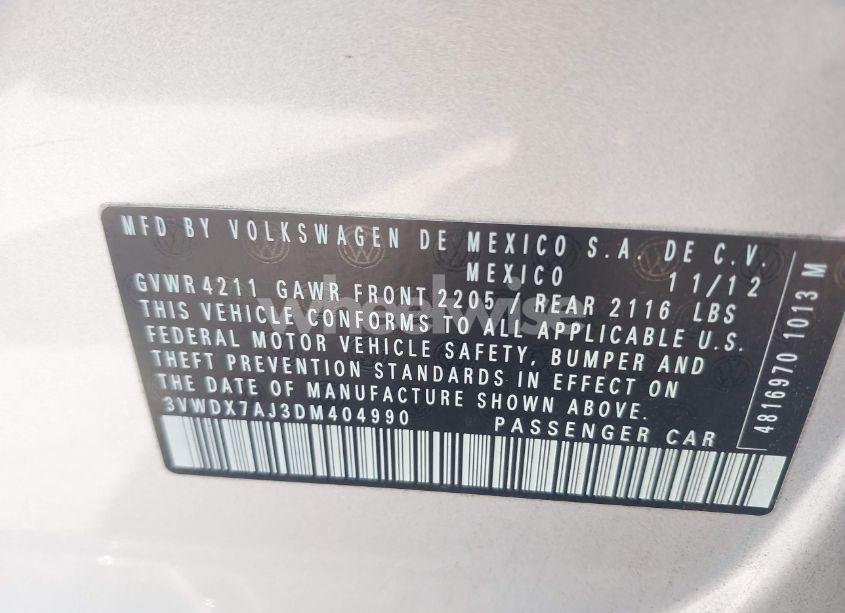 MFD BY VOLKSWAGEN DE MEXICO S.A. DE C.V.
MEXICO 11/12
GVWR 4211 GAWR FRONT 2205 / REAR 2116 LBS
THIS VEHICLE CONFORMS TO ALL APPLICABLE U.S.
FEDERAL MOTOR VEHICLE SAFETY, BUMPER AND
THEFT PREVENTION STANDARDS IN EFFECT ON
THE DATE OF MANUFACTURE SHOWN ABOVE.
3VWDX7AJ3DM404990 PASSENGER CAR
4816970 1013 M
wheelwise